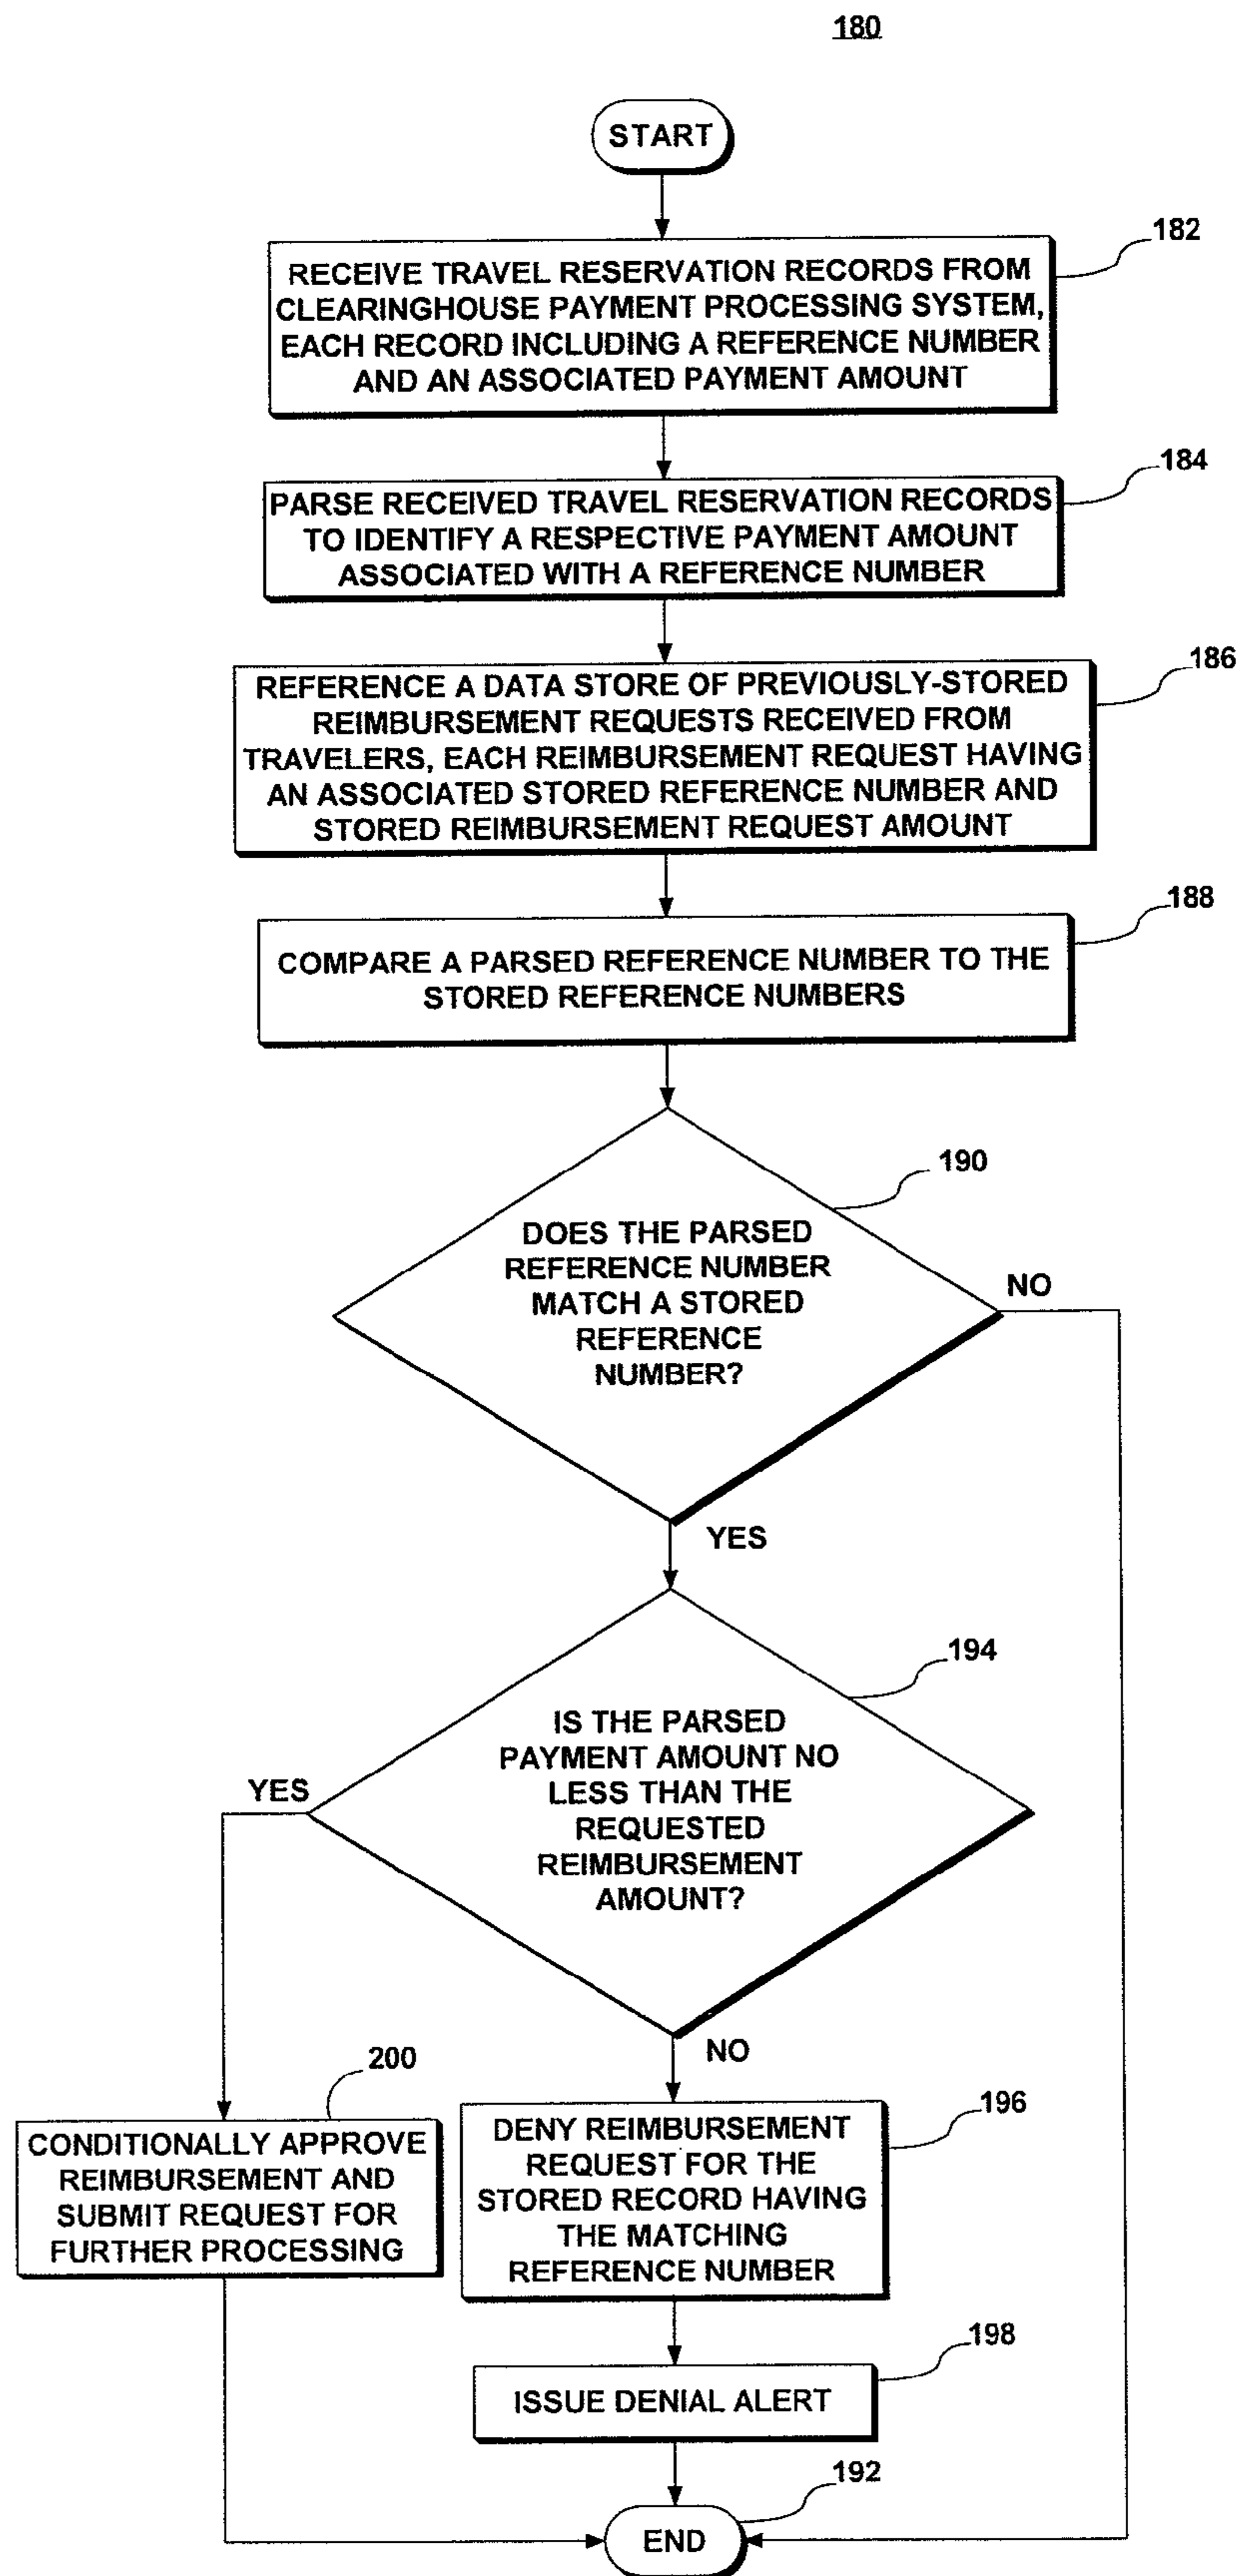 180
START
182
RECEIVE TRAVEL RESERVATION RECORDS FROM
CLEARINGHOUSE PAYMENT PROCESSING SYSTEM,
EACH RECORD INCLUDING A REFERENCE NUMBER
AND AN ASSOCIATED PAYMENT AMOUNT
184
PARSE RECEIVED TRAVEL RESERVATION RECORDS
TO IDENTIFY A RESPECTIVE PAYMENT AMOUNT
ASSOCIATED WITH A REFERENCE NUMBER
186
REFERENCE A DATA STORE OF PREVIOUSLY-STORED
REIMBURSEMENT REQUESTS RECEIVED FROM
TRAVELERS, EACH REIMBURSEMENT REQUEST HAVING
AN ASSOCIATED STORED REFERENCE NUMBER AND
STORED REIMBURSEMENT REQUEST AMOUNT
188
COMPARE A PARSED REFERENCE NUMBER TO THE
STORED REFERENCE NUMBERS
190
DOES THE PARSED
REFERENCE NUMBER
MATCH A STORED
REFERENCE
NUMBER?
NO
YES
194
IS THE PARSED
PAYMENT AMOUNT NO
LESS THAN THE
REQUESTED
REIMBURSEMENT
AMOUNT?
YES
NO
200
CONDITIONALLY APPROVE
REIMBURSEMENT AND
SUBMIT REQUEST FOR
FURTHER PROCESSING
196
DENY REIMBURSEMENT
REQUEST FOR THE
STORED RECORD HAVING
THE MATCHING
REFERENCE NUMBER
198
ISSUE DENIAL ALERT
192
END